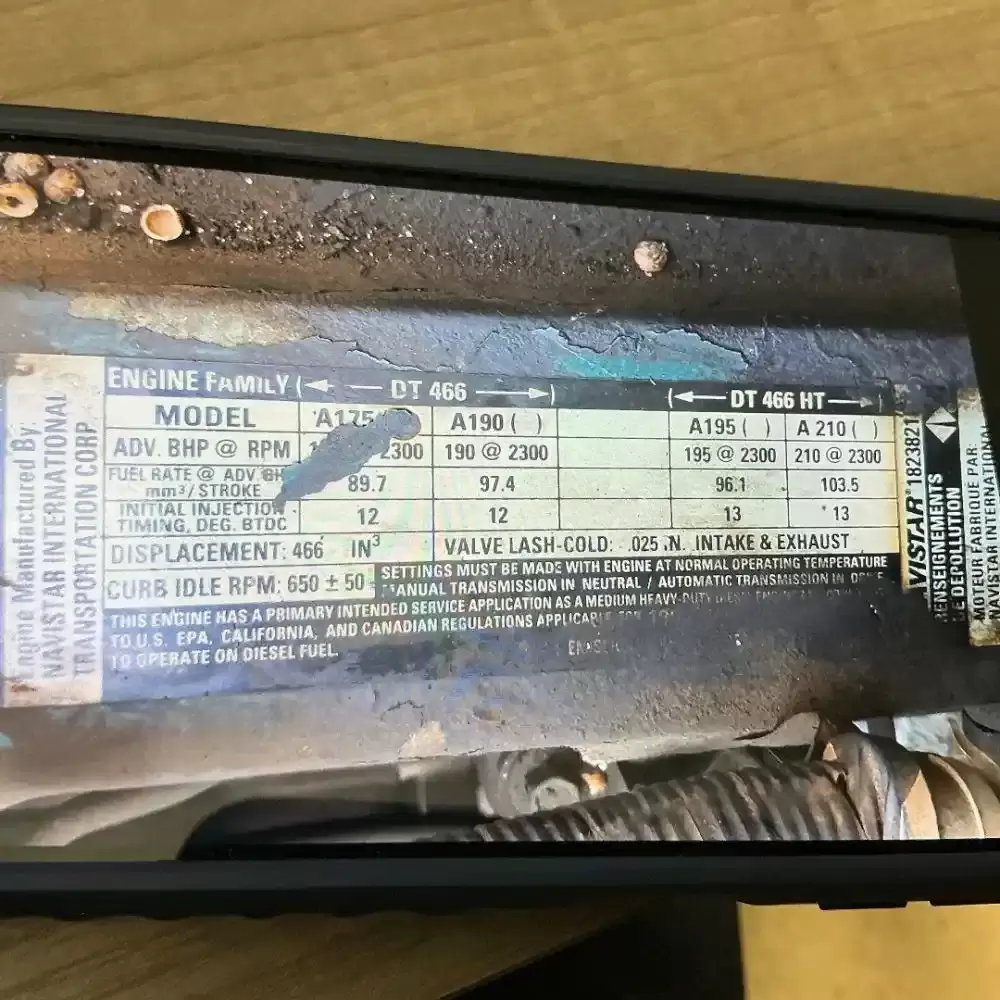 Engine Manufactured By:
NAVISTAR INTERNATIONAL
TRANSPORTATION CORP
ENGINE FAMILY (← — DT 466 —→) (←— DT 466 HT—→
MODEL A175 A190 ( ) A195 ( ) A 210 ( )
ADV. BHP @ RPM 2300 190 @ 2300 195 @ 2300 210 @ 2300
FUEL RATE @ ADV. BH
mm³/STROKE 89.7 97.4 96.1 103.5
INITIAL INJECTION
TIMING, DEG. BTDC 12 12 13 13
DISPLACEMENT: 466 IN³ VALVE LASH-COLD: .025 .N. INTAKE & EXHAUST
CURB IDLE RPM: 650 ± 50
SETTINGS MUST BE MADE WITH ENGINE AT NORMAL OPERATING TEMPERATURE
MANUAL TRANSMISSION IN NEUTRAL / AUTOMATIC TRANSMISSION IN
THIS ENGINE HAS A PRIMARY INTENDED SERVICE APPLICATION AS A MEDIUM HEAVY-DUTY
TO U.S. EPA, CALIFORNIA, AND CANADIAN REGULATIONS
TO OPERATE ON DIESEL FUEL.
VISTAR 1823821
RENSEIGNEMENTS
DE DEPOLLUTION
MOTEUR FABRIQUE PAR:
NAVISTAR INTERNATIONAL